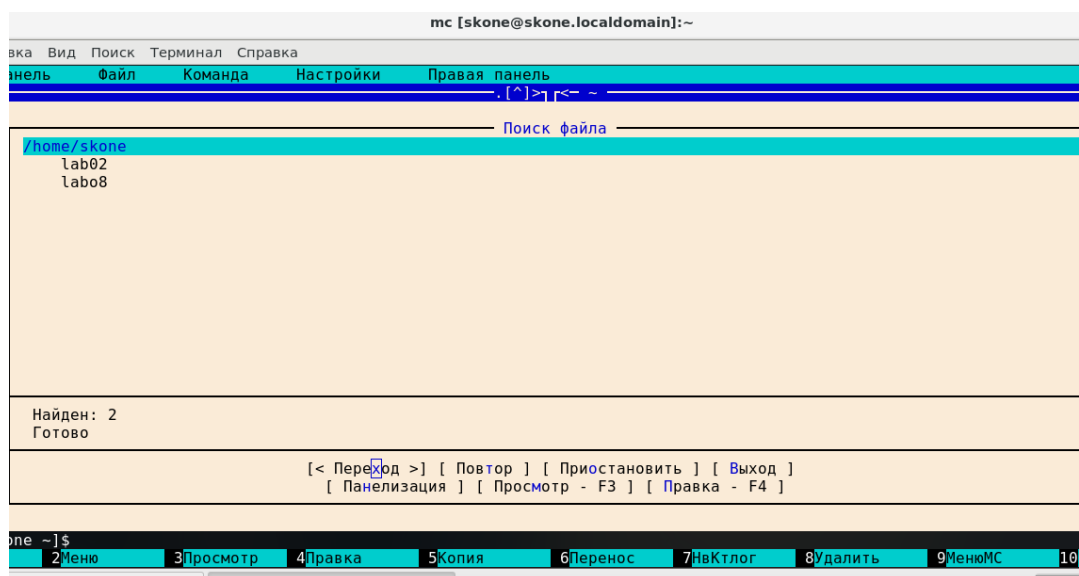 mc [skone@skone.localdomain]:~
вка Вид Поиск Терминал Справка
анель Файл Команда Настройки Правая панель
.[^]>┐┌<─ ~
Поиск файла
/home/skone
lab02
labo8
Найден: 2
Готово
[< Переход >] [ Повтор ] [ Приостановить ] [ Выход ]
[ Панелизация ] [ Просмотр - F3 ] [ Правка - F4 ]
one ~]$
2Меню 3Просмотр 4Правка 5Копия 6Перенос 7НвКтлог 8Удалить 9МенюMC 10